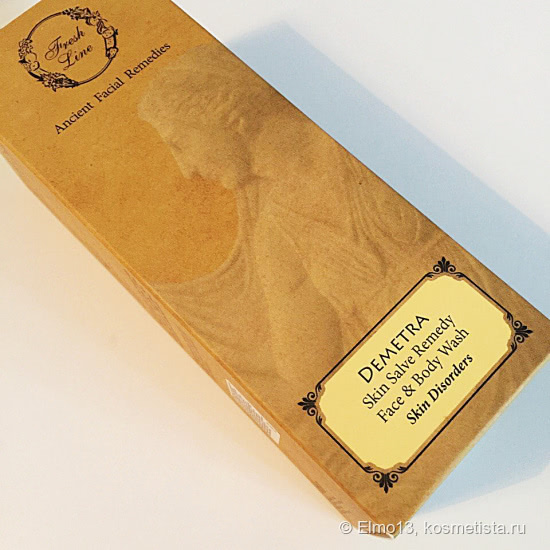 Fresh
Line
Ancient Facial Remedies
DEMETRA
Skin Salve Remedy
Face & Body Wash
Skin Disorders
© Elmo13, kosmetista.ru